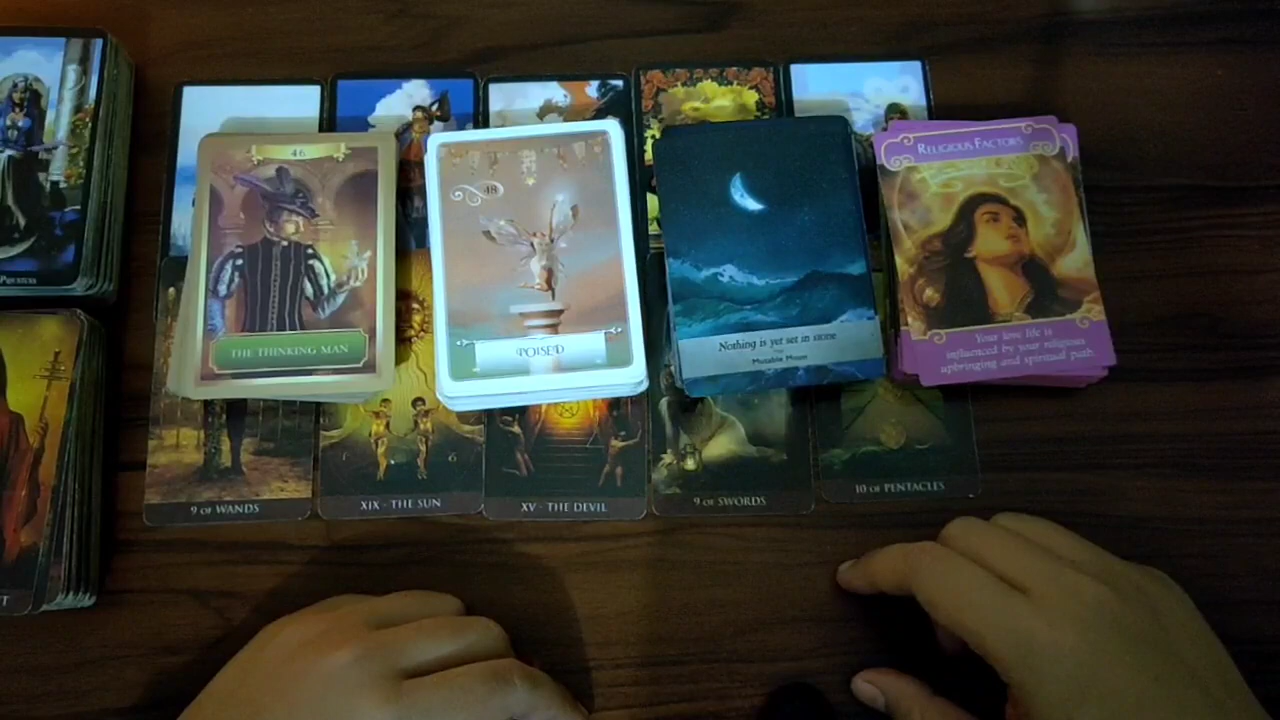 46
THE THINKING MAN
48
POISED
Nothing is yet set in stone
Mutable Moon
RELIGIOUS FACTORS
Your love life is
influenced by your religious
upbringing and spiritual path.
9 OF WANDS
XIX · THE SUN
XV · THE DEVIL
9 OF SWORDS
10 OF PENTACLES